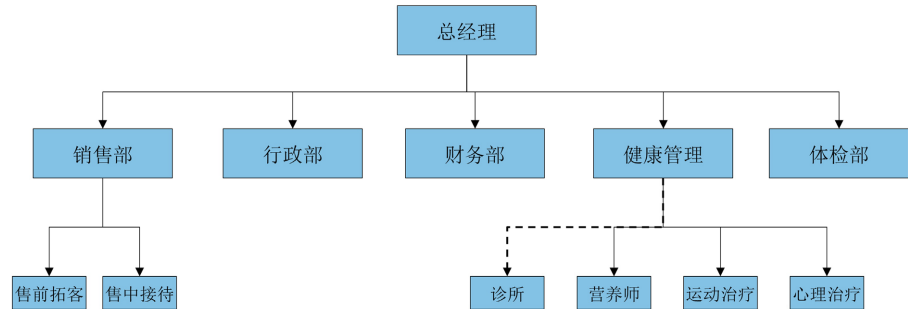 总经理
销售部
行政部
财务部
健康管理
体检部
售前拓客
售中接待
诊所
营养师
运动治疗
心理治疗